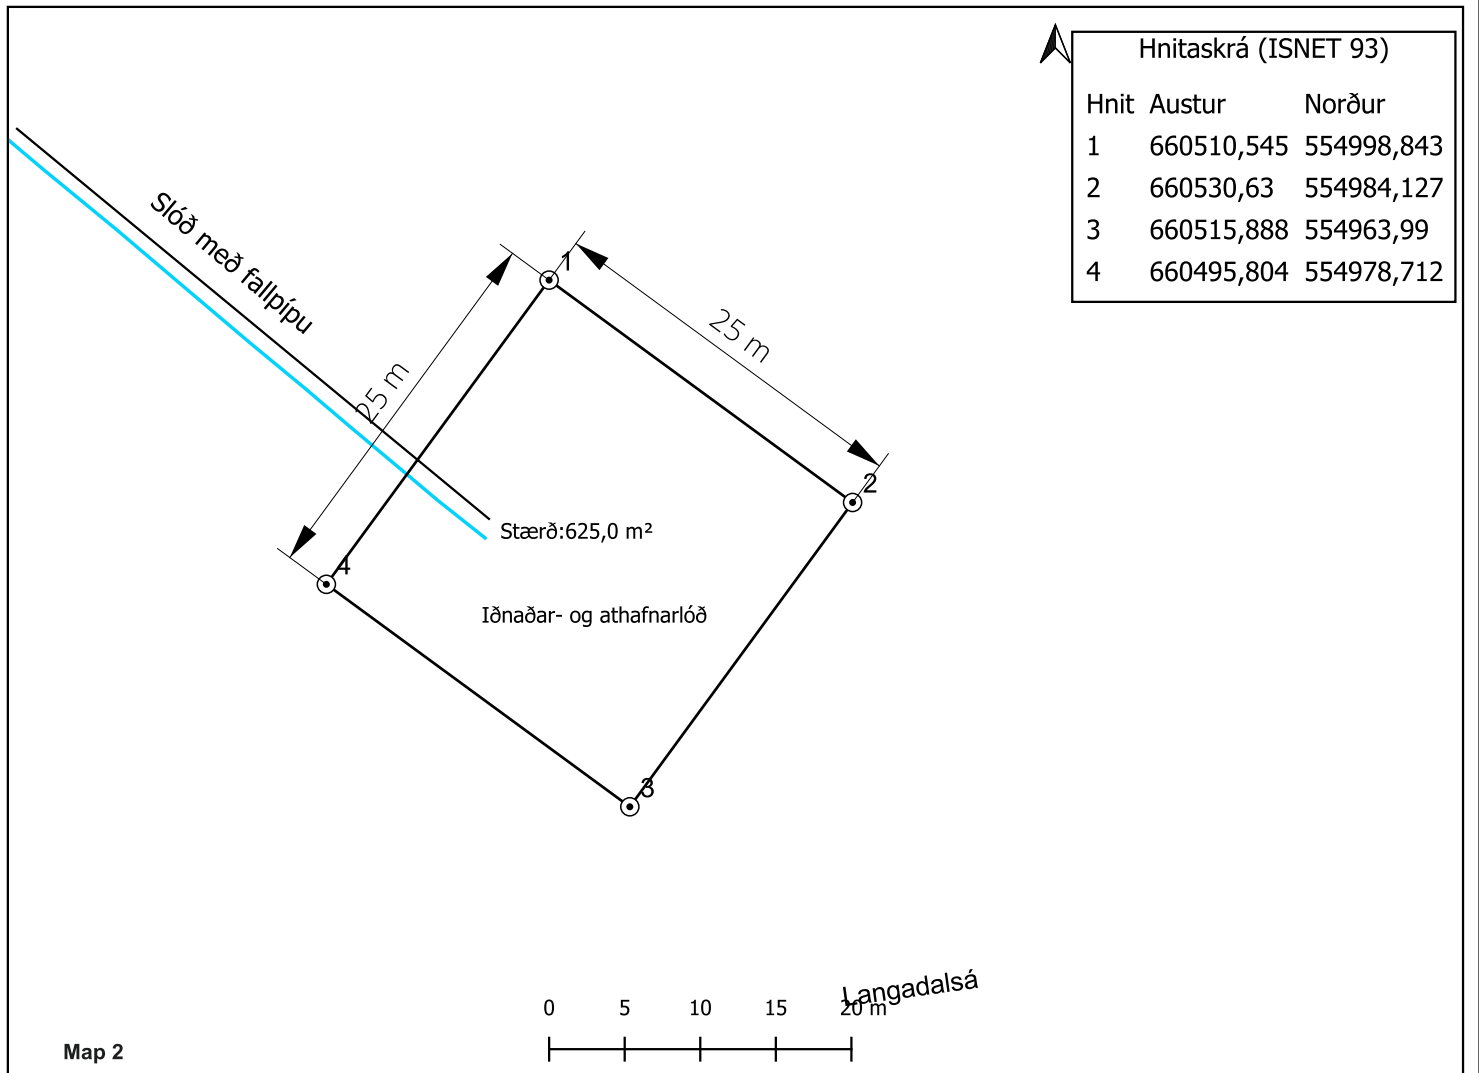 Hnitaskrá (ISNET 93)
Hnit Austur Norður
1 660510,545 554998,843
2 660530,63 554984,127
3 660515,888 554963,99
4 660495,804 554978,712
Slóð með fallpípu
1
25 m
25 m
2
Stærð:625,0 m²
4
Iðnaðar- og athafnarlóð
3
Langadalsá
0 5 10 15 20 m
Map 2